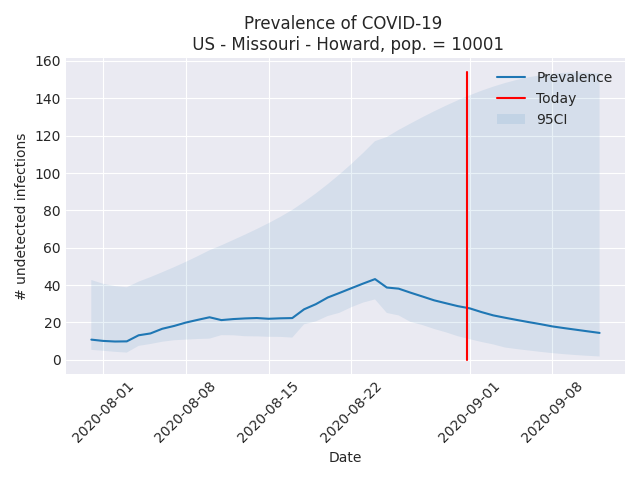 Prevalence of COVID-19
US - Missouri - Howard, pop. = 10001
# undetected infections
160
140
120
100
80
60
40
20
0
Prevalence
Today
95CI
2020-08-01
2020-08-08
2020-08-15
2020-08-22
2020-09-01
2020-09-08
Date